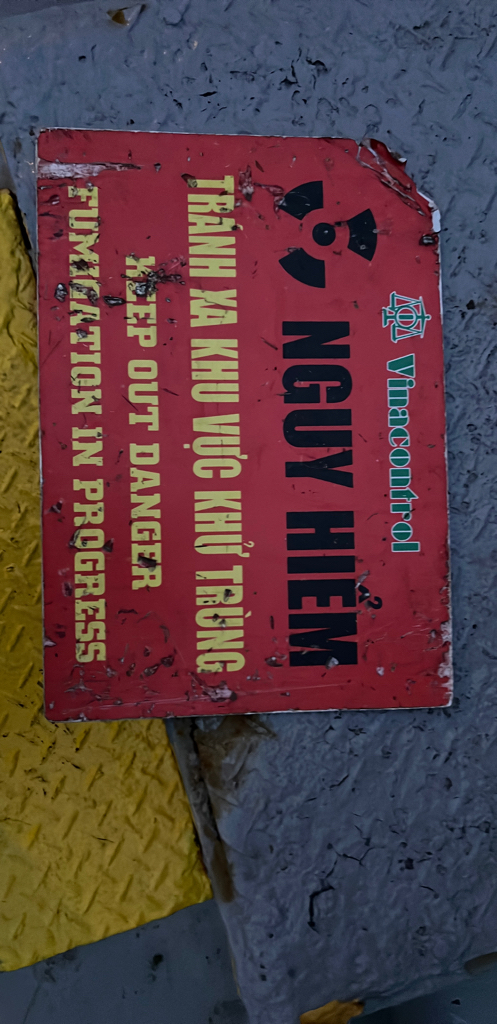 Vinacontrol
NGUY HIỂM
TRÁNH XA KHU VỰC KHỬ TRÙNG
KEEP OUT DANGER
FUMIGATION IN PROGRESS